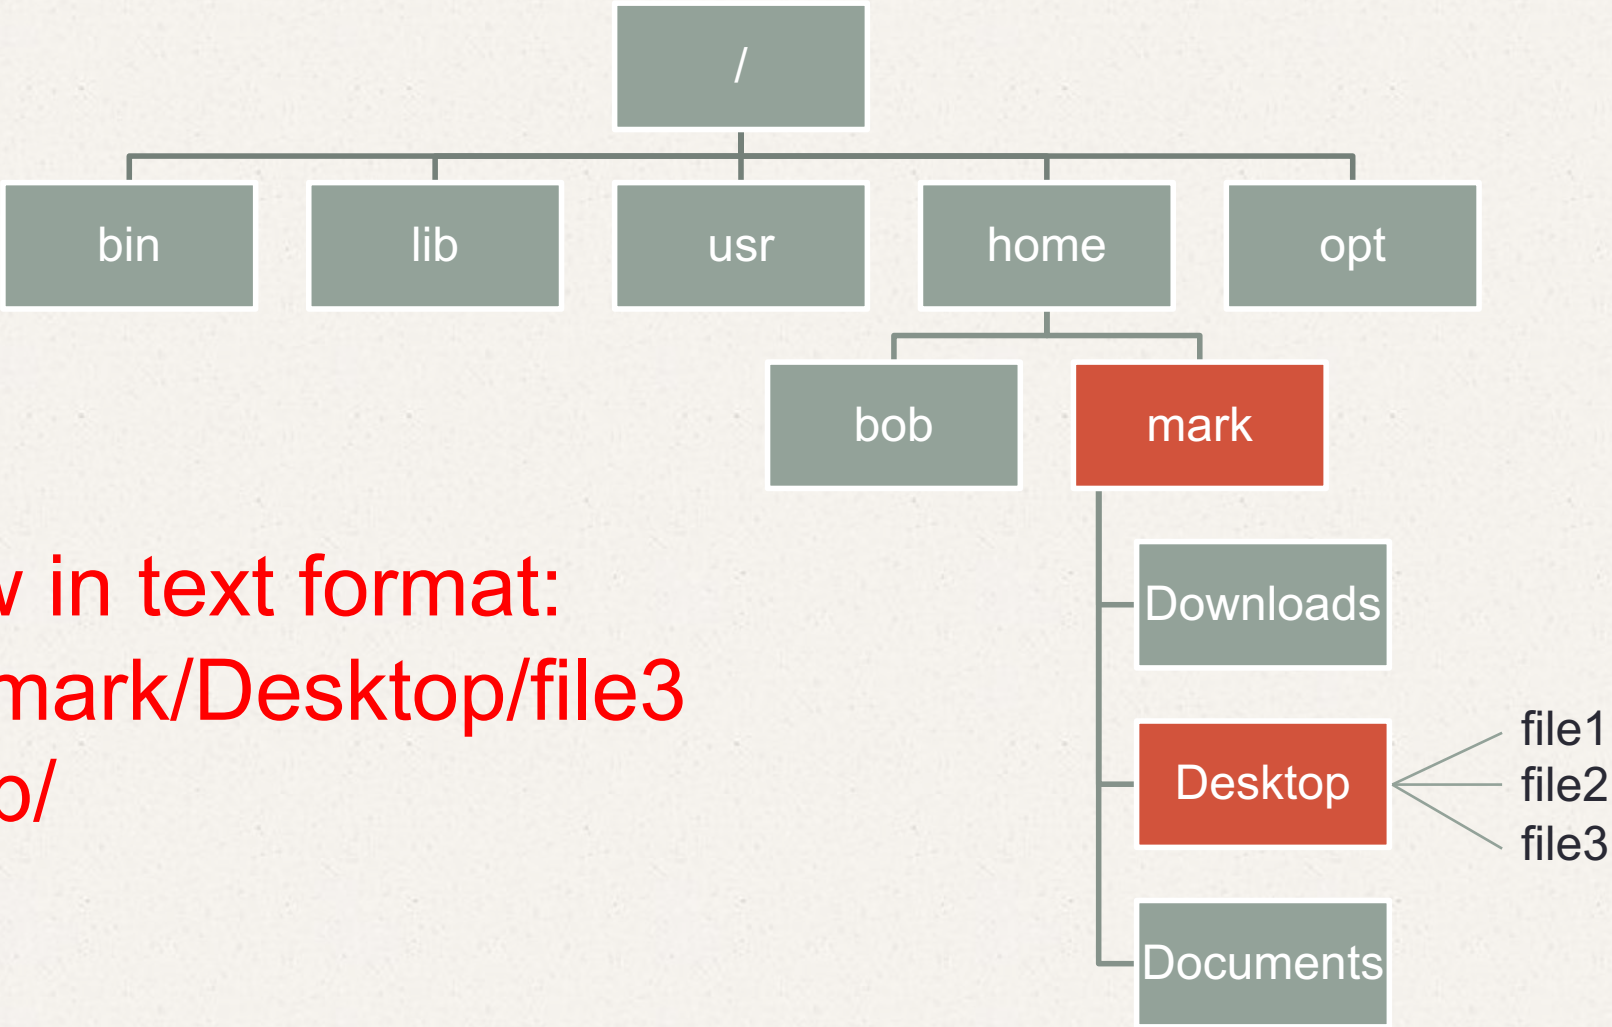 /
bin lib usr home opt
bob mark
in text format:
Downloads
mark/Desktop/file3
file1
Desktop
file2
file3
Documents